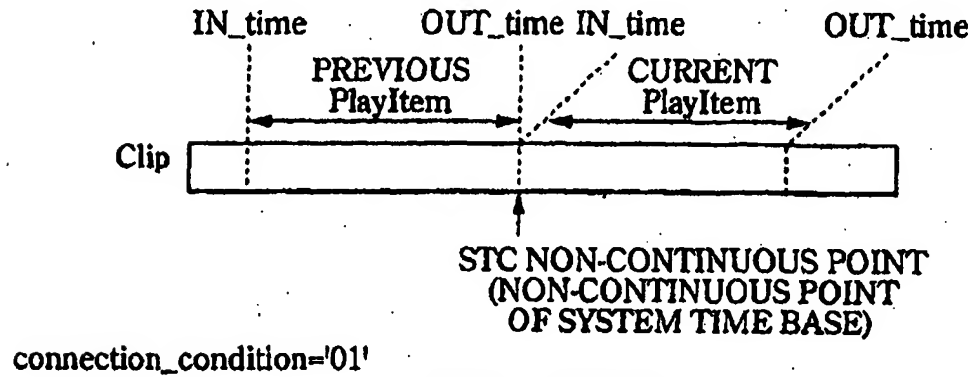 IN_time OUT_time IN_time OUT_time
PREVIOUS CURRENT
PlayItem PlayItem
Clip
STC NON-CONTINUOUS POINT
(NON-CONTINUOUS POINT
OF SYSTEM TIME BASE)
connection_condition='01'